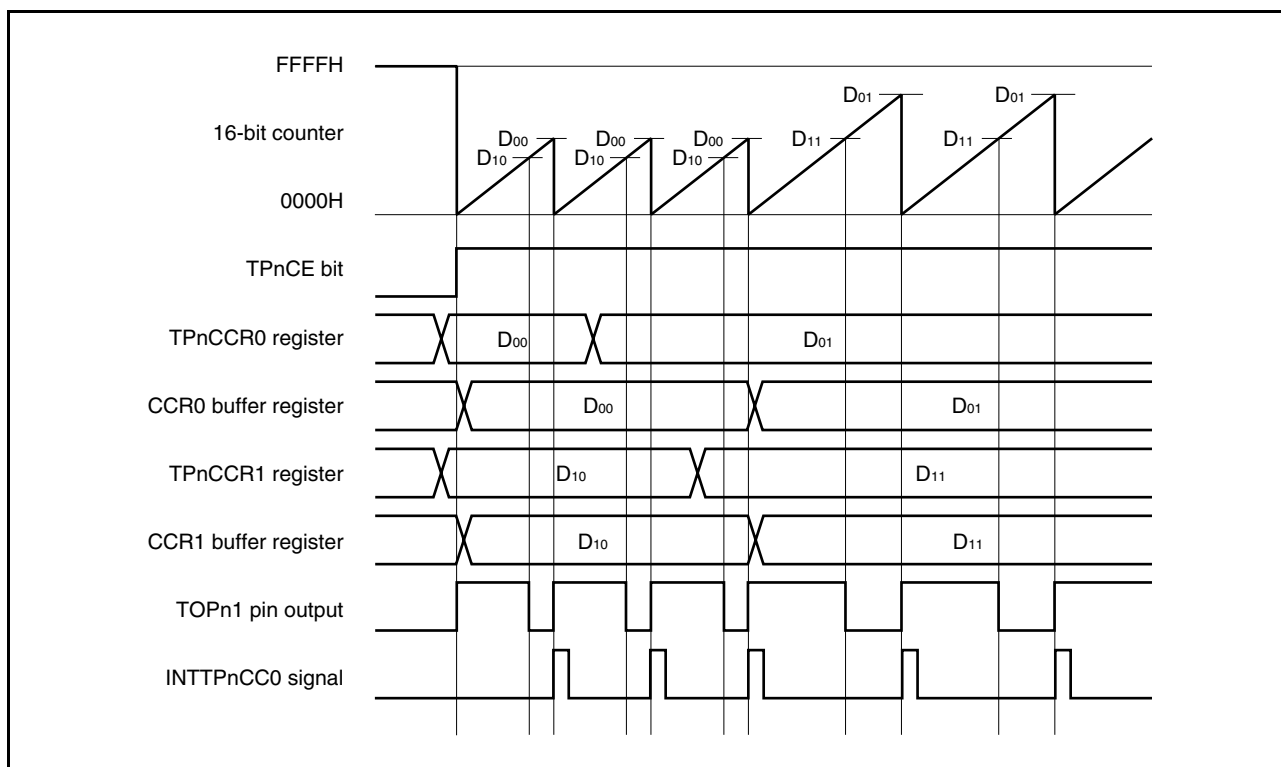 FFFFH
D01 D01
16-bit counter D00 D00 D00 D11 D11
D10 D10 D10
0000H
TPnCE bit
TPnCCR0 register D00 D01
CCR0 buffer register D00 D01
TPnCCR1 register D10 D11
CCR1 buffer register D10 D11
TOPn1 pin output
INTTPnCC0 signal